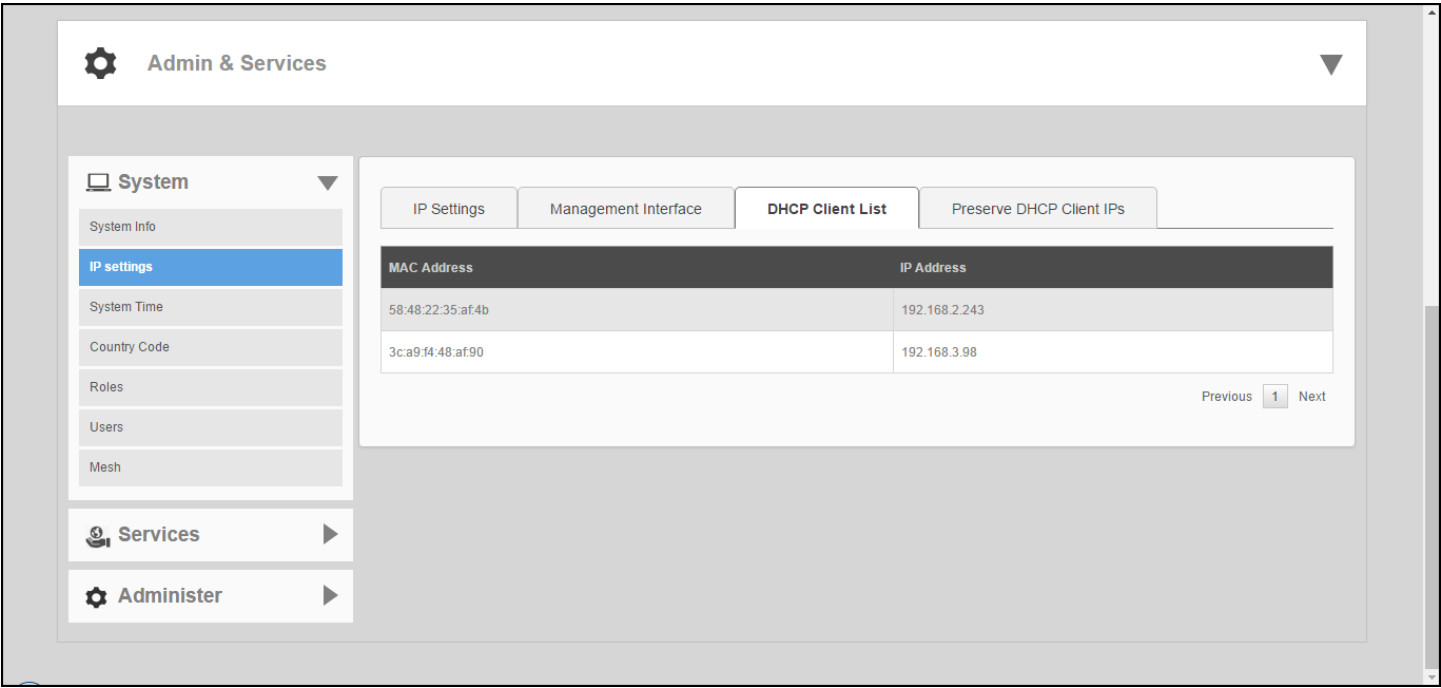 Admin & Services
System
System Info
IP settings
System Time
Country Code
Roles
Users
Mesh
Services
Administer
IP Settings Management Interface DHCP Client List Preserve DHCP Client IPs
MAC Address IP Address
58:48:22:35:af:4b 192.168.2.243
3c:a9:f4:48:af:90 192.168.3.98
Previous 1 Next